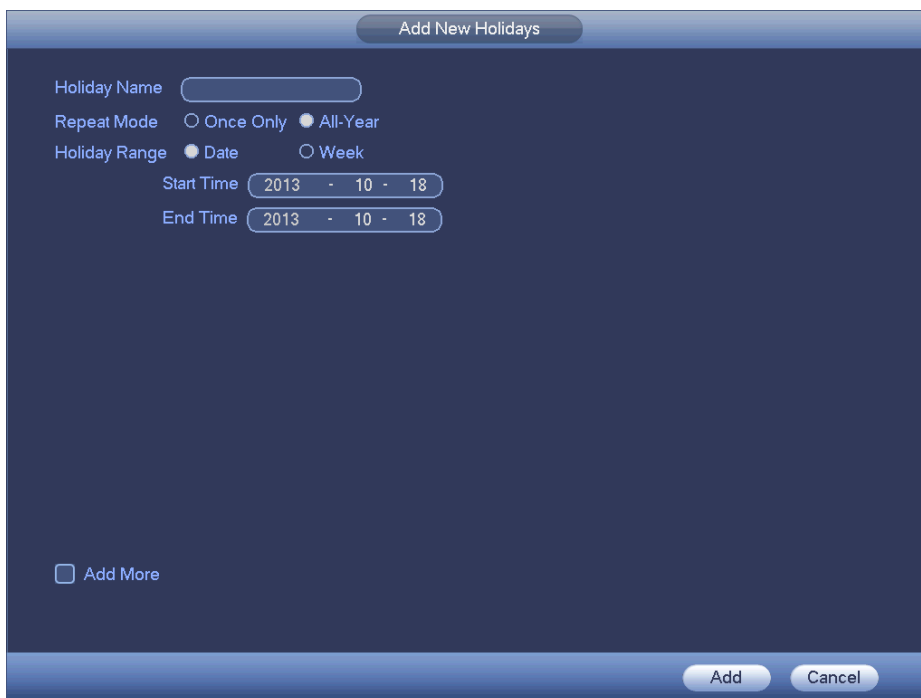 Add New Holidays
Holiday Name
Repeat Mode Once Only All-Year
Holiday Range Date Week
Start Time 2013 - 10 - 18
End Time 2013 - 10 - 18
Add More
Add Cancel